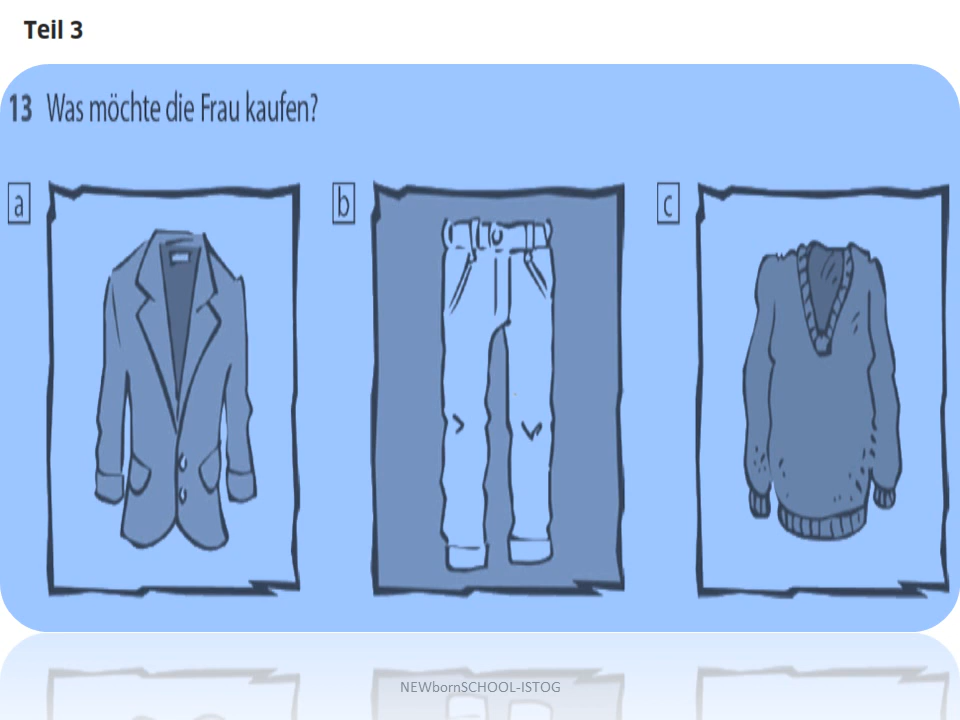 Teil 3
13 Was möchte die Frau kaufen?
a
b
c
NEWbornSCHOOL-ISTOG